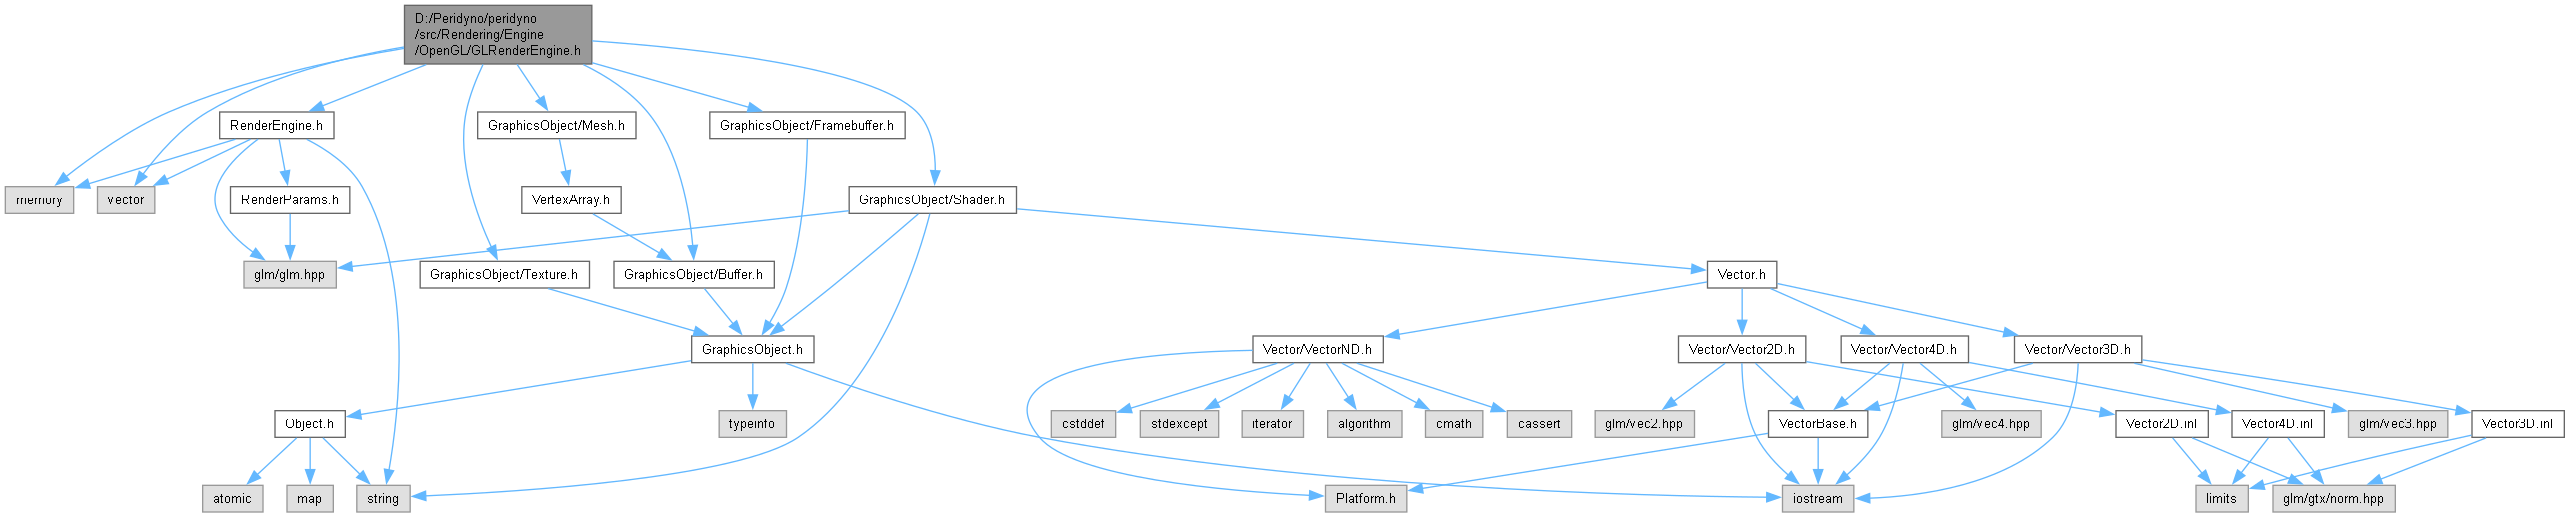 D:/Peridyno/peridyno
/src/Rendering/Engine
/OpenGL/GLRenderEngine.h
RenderEngine.h
GraphicsObject/Mesh.h
GraphicsObject/Framebuffer.h
memory
vector
RenderParams.h
VertexArray.h
GraphicsObject/Shader.h
glm/glm.hpp
GraphicsObject/Texture.h
GraphicsObject/Buffer.h
Vector.h
GraphicsObject.h
Vector/VectorND.h
Vector/Vector2D.h
Vector/Vector4D.h
Vector/Vector3D.h
Object.h
typeinfo
cstddef
stdexcept
iterator
algorithm
cmath
cassert
glm/vec2.hpp
VectorBase.h
glm/vec4.hpp
Vector2D.inl
Vector4D.inl
glm/vec3.hpp
Vector3D.inl
atomic
map
string
Platform.h
iostream
limits
glm/gtx/norm.hpp